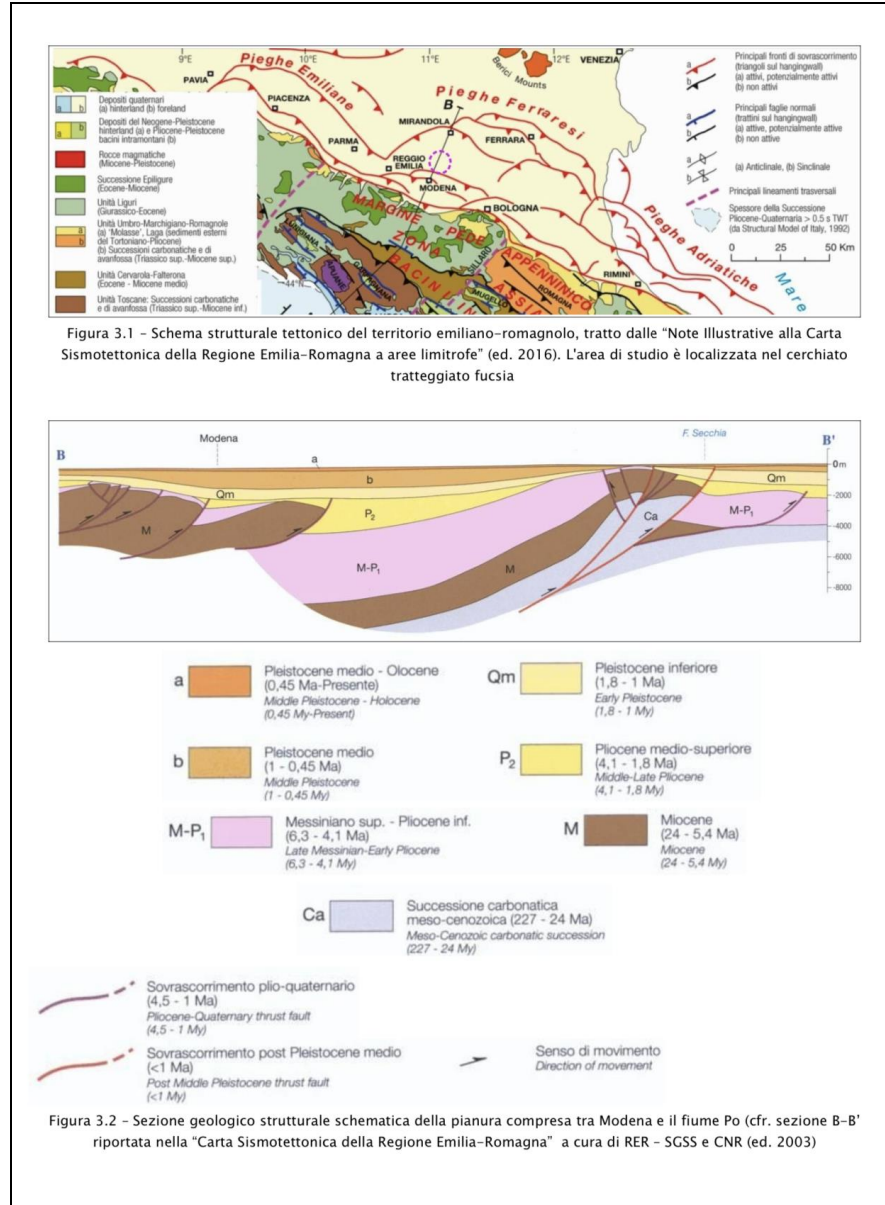 9°E
10°E
11°E
12°E
VENEZIA
PAVIA
Pieghe Emiliane
Berici Mounts
PIACENZA
B
Pieghe Ferraresi
MIRANDOLA
FERRARA
PARMA
REGGIO
EMILIA
MODENA
BOLOGNA
MARGINE
PEDE
APPENNINICO
ZONA
ASSIA
SILLARO
LUNIGIANA
APUANE
GARFAGNANA
44°N
MUGELLO
ROMAGNA
RIMINI
Pieghe Adriatiche
Mare
a b
Depositi quaternari
(a) hinterland (b) foreland
a b
Depositi del Neogene-Pleistocene
hinterland (a) e Pliocene-Pleistocene
bacini intramontani (b)
Rocce magmatiche
(Miocene-Pleistocene)
Successione Epiligure
(Eocene-Miocene)
Unità Liguri
(Giurassico-Eocene)
Unità Umbro-Marchigiano-Romagnole
a
(a) 'Molasse', Laga (sedimenti esterni
del Tortoniano-Pliocene)
b
(b) Successioni carbonatiche e di
avanfossa (Triassico sup.-Miocene sup.)
Unità Cervarola-Falterona
(Eocene - Miocene medio)
Unità Toscane: Successioni carbonatiche
e di avanfossa (Triassico sup.-Miocene inf.)
Principali fronti di sovrascorrimento
(triangoli sul hangingwall)
a
(a) attivi, potenzialmente attivi
b
(b) non attivi
Principali faglie normali
(trattini sul hangingwall)
a
(a) attive, potenzialmente attive
b
(b) non attive
a
b
(a) Anticlinale, (b) Sinclinale
Principali lineamenti trasversali
Spessore della Successione
Pliocene-Quaternaria > 0.5 s TWT
(da Structural Model of Italy, 1992)
0 10 20 30 40 50 Km
Figura 3.1 – Schema strutturale tettonico del territorio emiliano-romagnolo, tratto dalle “Note Illustrative alla Carta
Sismotettonica della Regione Emilia-Romagna a aree limitrofe” (ed. 2016). L'area di studio è localizzata nel cerchiato
tratteggiato fucsia
B
Modena
a
F. Secchia
B'
b
Qm
P2
M
M-P1
M
Ca
Qm
M-P1
0 m
-2000
-4000
-6000
-8000
a
Pleistocene medio - Olocene
(0,45 Ma-Presente)
Middle Pleistocene - Holocene
(0,45 My-Present)
Qm
Pleistocene inferiore
(1,8 - 1 Ma)
Early Pleistocene
(1,8 - 1 My)
b
Pleistocene medio
(1 - 0,45 Ma)
Middle Pleistocene
(1 - 0,45 My)
P2
Pliocene medio-superiore
(4,1 - 1,8 Ma)
Middle-Late Pliocene
(4,1 - 1,8 My)
M-P1
Messiniano sup. - Pliocene inf.
(6,3 - 4,1 Ma)
Late Messinian-Early Pliocene
(6,3 - 4,1 My)
M
Miocene
(24 - 5,4 Ma)
Miocene
(24 - 5,4 My)
Ca
Successione carbonatica
meso-cenozoica (227 - 24 Ma)
Meso-Cenozoic carbonatic succession
(227 - 24 My)
Sovrascorrimento plio-quaternario
(4,5 - 1 Ma)
Pliocene-Quaternary thrust fault
(4,5 - 1 My)
Sovrascorrimento post Pleistocene medio
(<1 Ma)
Post Middle Pleistocene thrust fault
(<1 My)
Senso di movimento
Direction of movement
Figura 3.2 – Sezione geologico strutturale schematica della pianura compresa tra Modena e il fiume Po (cfr. sezione B-B'
riportata nella “Carta Sismotettonica della Regione Emilia-Romagna” a cura di RER – SGSS e CNR (ed. 2003)